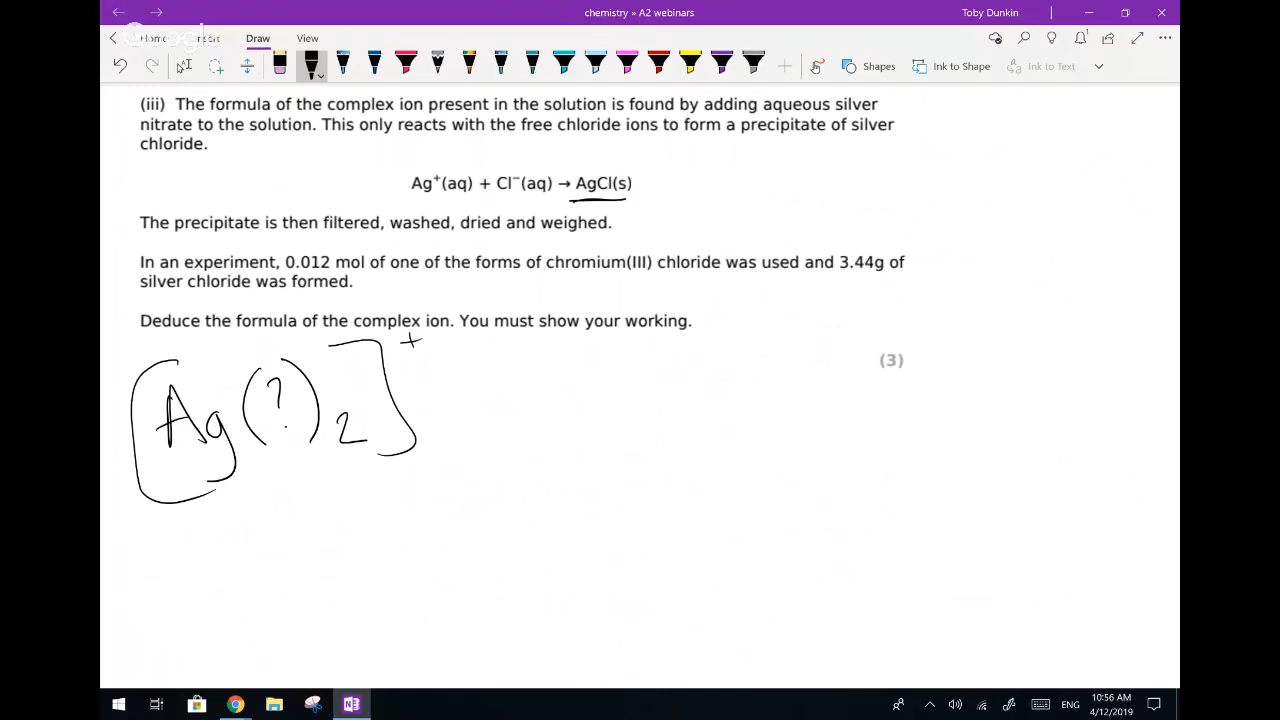 chemistry » A2 webinars
Toby Dunkin
Google
Home Insert Draw View
Shapes Ink to Shape Ink to Text
(iii) The formula of the complex ion present in the solution is found by adding aqueous silver
nitrate to the solution. This only reacts with the free chloride ions to form a precipitate of silver
chloride.
Ag⁺(aq) + Cl⁻(aq) → AgCl(s)
The precipitate is then filtered, washed, dried and weighed.
In an experiment, 0.012 mol of one of the forms of chromium(III) chloride was used and 3.44g of
silver chloride was formed.
Deduce the formula of the complex ion. You must show your working.
(3)
[Ag(?)₂]⁺
ENG
10:56 AM
4/12/2019